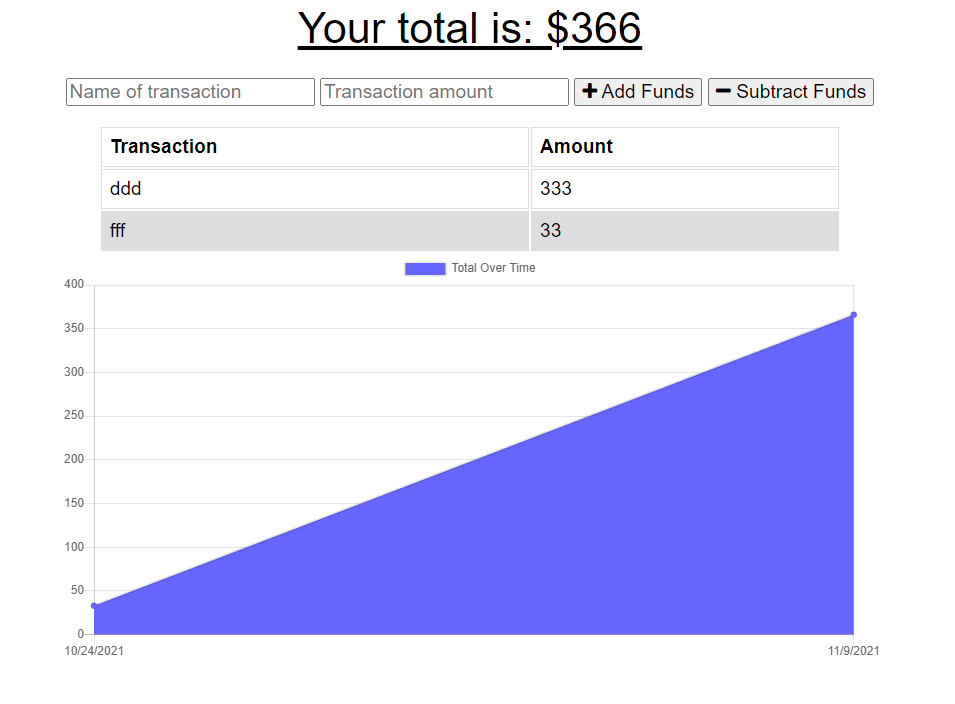 Your total is: $366
Name of transaction Transaction amount Add Funds Subtract Funds
Transaction Amount
ddd 333
fff 33
Total Over Time
400
350
300
250
200
150
100
50
0
10/24/2021 11/9/2021